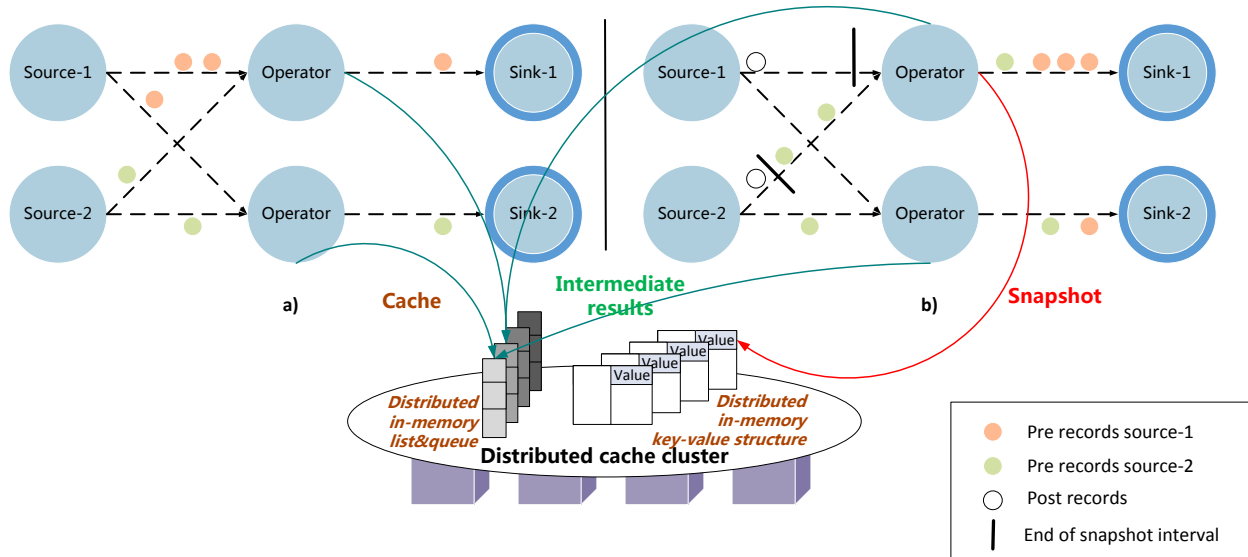 Source-1
Operator
Sink-1
Source-2
Operator
Sink-2
a)
Source-1
Operator
Sink-1
Source-2
Operator
Sink-2
b)
Cache
Intermediate
results
Snapshot
Value
Value
Value
Value
Distributed
in-memory
list&queue
Distributed
in-memory
key-value structure
Distributed cache cluster
Pre records source-1
Pre records source-2
Post records
End of snapshot interval